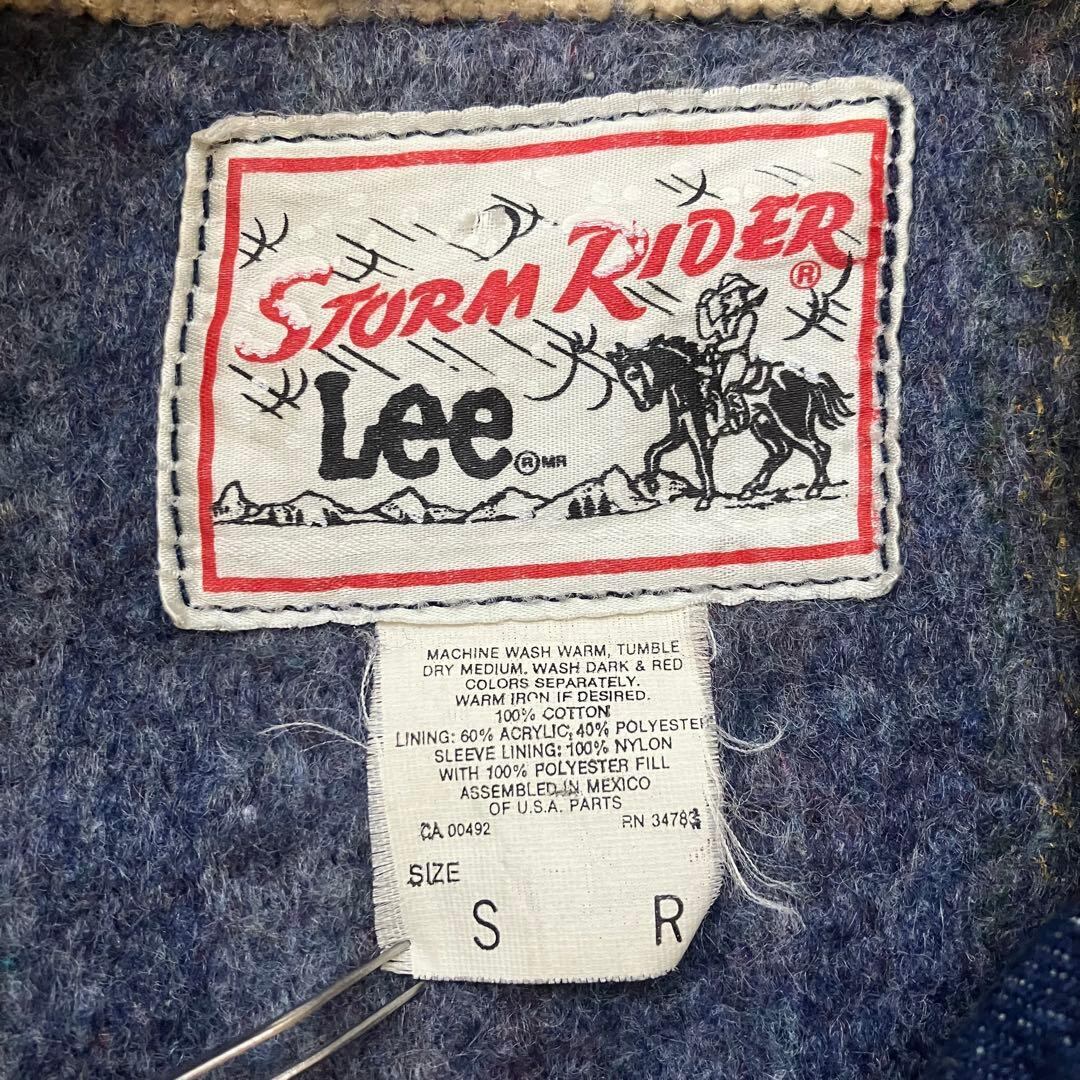 STORM RIDER®
Lee®MR
MACHINE WASH WARM, TUMBLE
DRY MEDIUM. WASH DARK & RED
COLORS SEPARATELY.
WARM IRON IF DESIRED.
100% COTTON
LINING: 60% ACRYLIC, 40% POLYESTER
SLEEVE LINING: 100% NYLON
WITH 100% POLYESTER FILL
ASSEMBLED IN MEXICO
OF U.S.A. PARTS
CA 00492 RN 34783
SIZE
S R